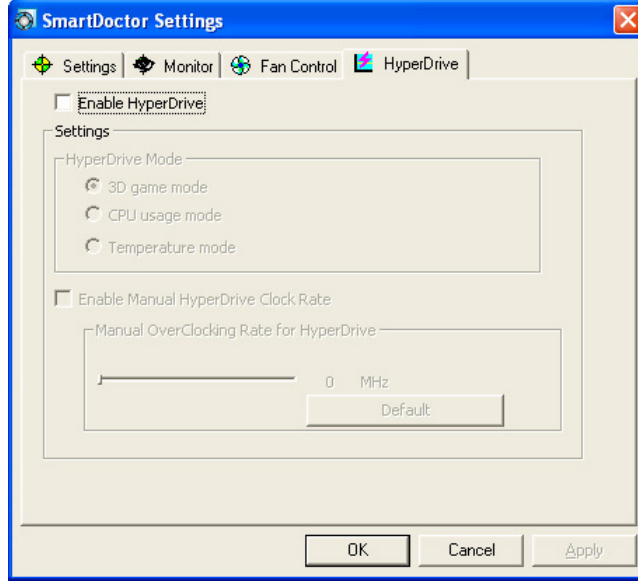 SmartDoctor Settings
Settings Monitor Fan Control HyperDrive
Enable HyperDrive
Settings
HyperDrive Mode
3D game mode
CPU usage mode
Temperature mode
Enable Manual HyperDrive Clock Rate
Manual OverClocking Rate for HyperDrive
0 MHz
Default
OK Cancel Apply